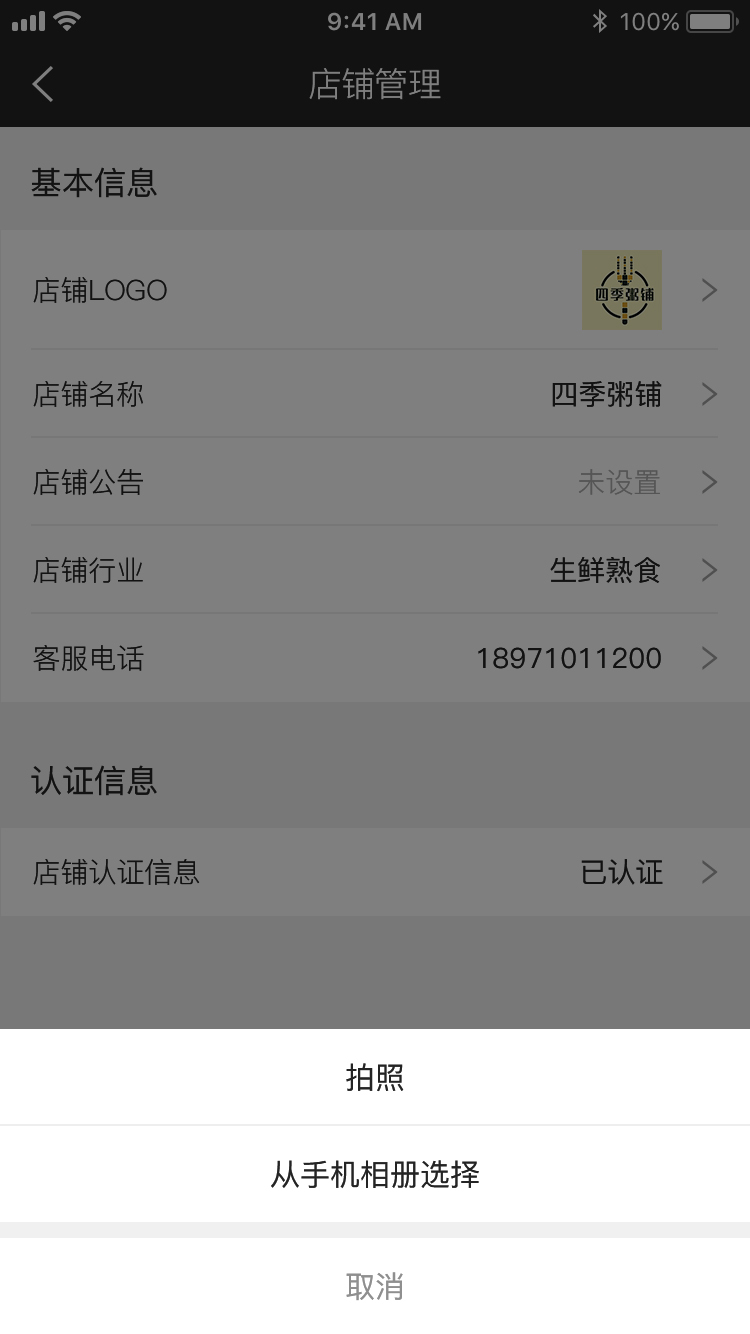 9:41 AM 100%
店铺管理
基本信息
店铺LOGO 四季粥铺
店铺名称 四季粥铺
店铺公告 未设置
店铺行业 生鲜熟食
客服电话 18971011200
认证信息
店铺认证信息 已认证
拍照
从手机相册选择
取消